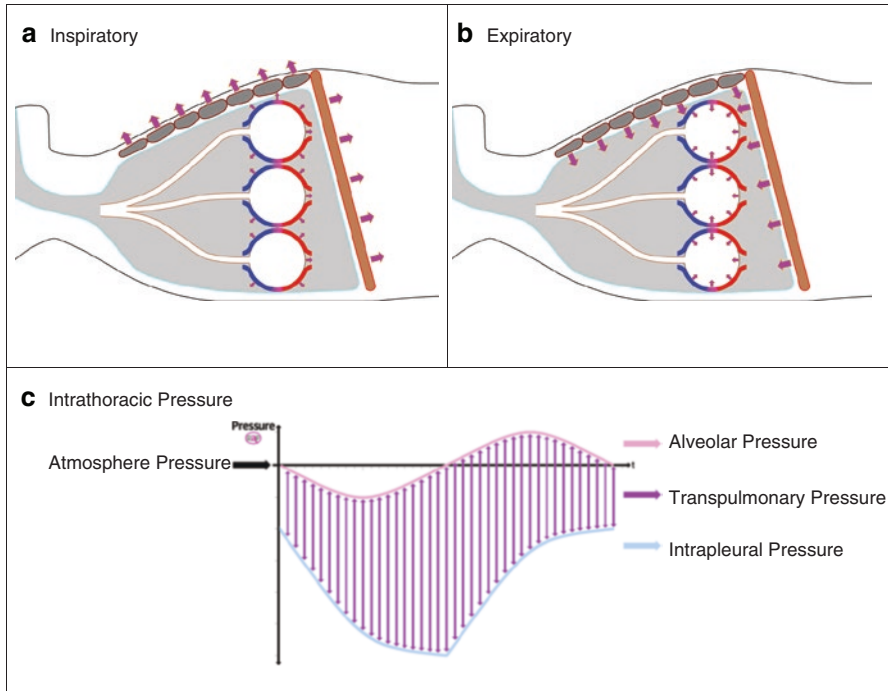 a Inspiratory
b Expiratory
c Intrathoracic Pressure
Pressure
Atmosphere Pressure
t
Alveolar Pressure
Transpulmonary Pressure
Intrapleural Pressure